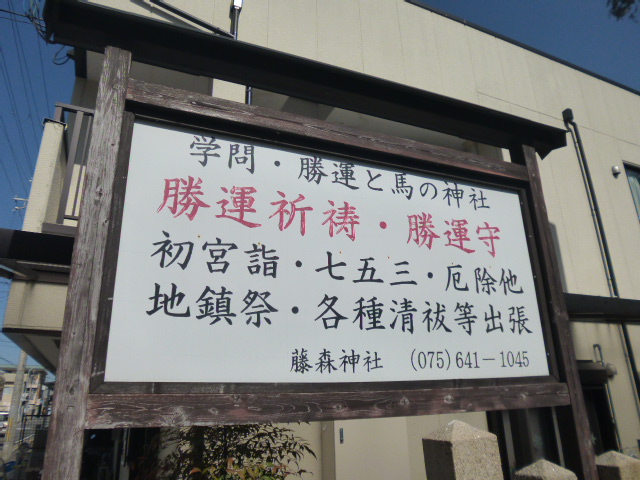 学問・勝運と馬の神社
勝運祈祷・勝運守
初宮詣・七五三・厄除他
地鎮祭・各種清祓等出張
藤森神社 (075)641－1045